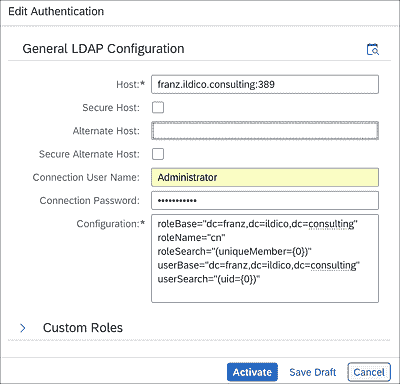 Edit Authentication
General LDAP Configuration
Host:* franz.ildico.consulting:389
Secure Host:
Alternate Host:
Secure Alternate Host:
Connection User Name: Administrator
Connection Password: •••••••••••
Configuration:* roleBase="dc=franz,dc=ildico,dc=consulting"
roleName="cn"
roleSearch="(uniqueMember={0})"
userBase="dc=franz,dc=ildico,dc=consulting"
userSearch="(uid={0})"
Custom Roles
Activate Save Draft Cancel